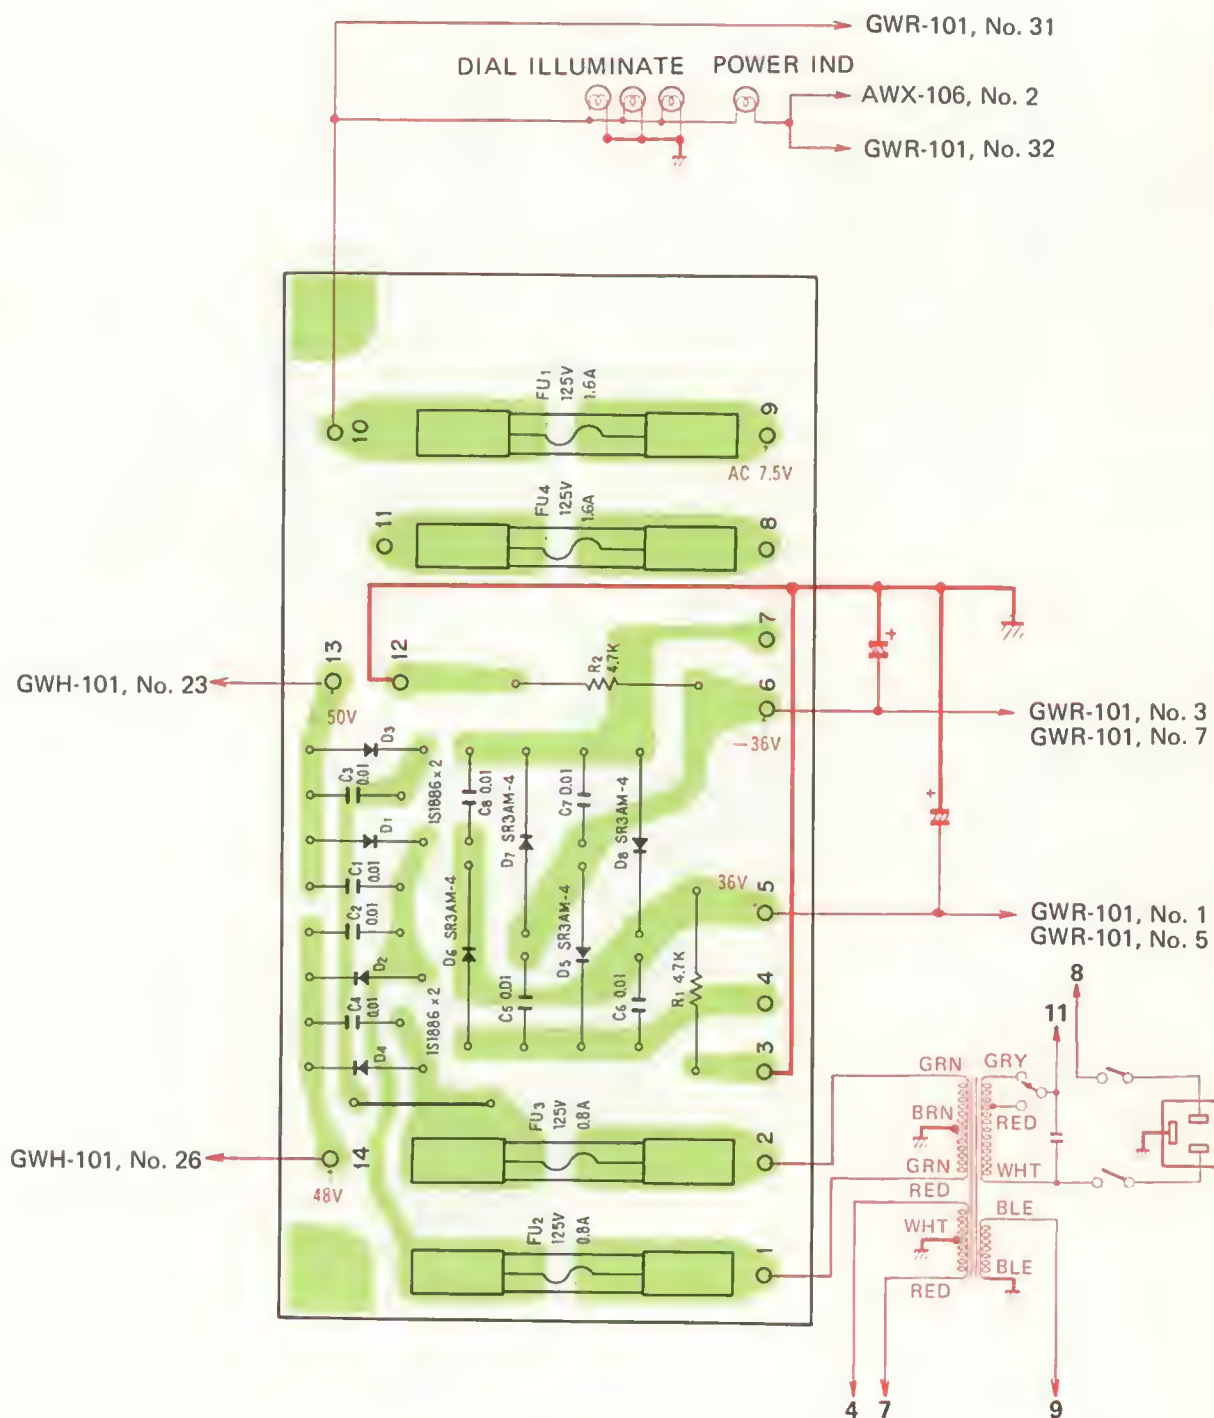 GWR-101, No. 31
DIAL ILLUMINATE POWER IND
AWX-106, No. 2
GWR-101, No. 32
FU1
125V
1.6A
10
9
AC 7.5V
FU4
125V
1.6A
11
8
7
13
12
R2
4.7K
6
GWH-101, No. 23
50V
−36V
GWR-101, No. 3
GWR-101, No. 7
D3
C3
0.01
1S1886×2
C8 0.01
D7 SR3AM-4
C7 0.01
D8 SR3AM-4
D1
C1
0.01
C2
0.01
36V
5
GWR-101, No. 1
GWR-101, No. 5
D6 SR3AM-4
D5 SR3AM-4
D2
C4
0.01
1S1886×2
C5 0.01
C6 0.01
R1 4.7K
4
8
11
D4
3
GRN
GRY
BRN
RED
FU3
125V
0.8A
2
GWH-101, No. 26
14
48V
GRN
WHT
RED
BLE
WHT
FU2
125V
0.8A
1
BLE
RED
4
7
9
+
+